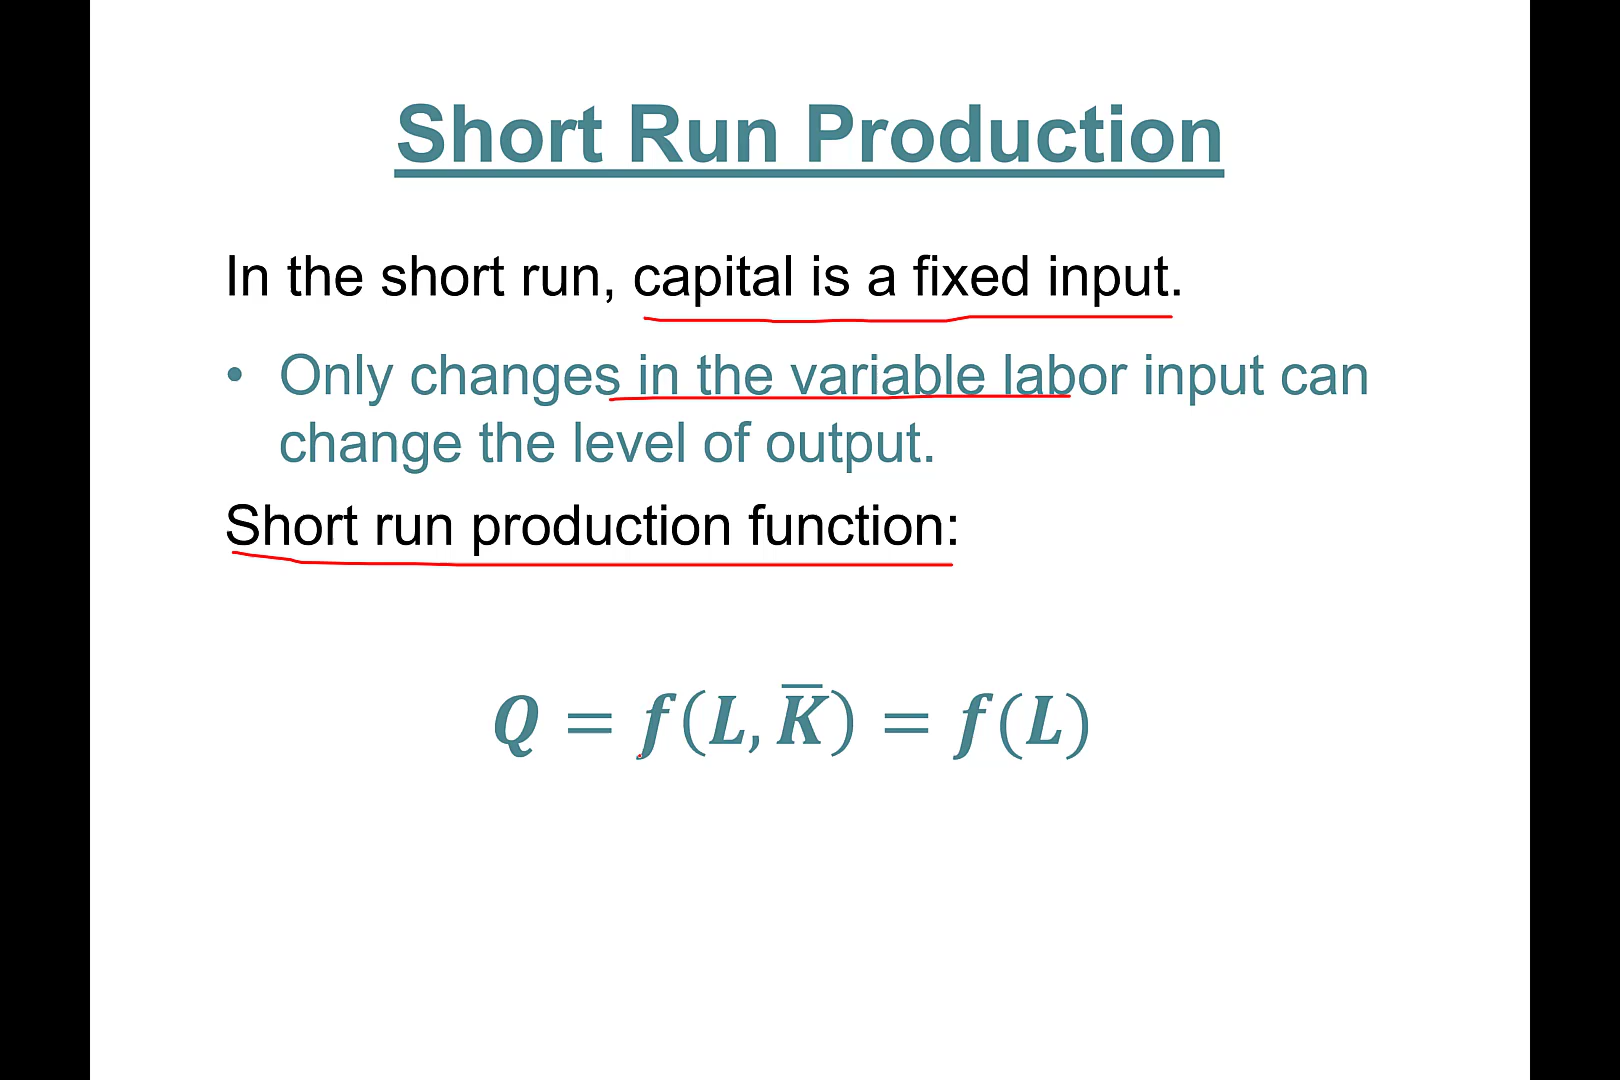 Short Run Production
In the short run, capital is a fixed input.
• Only changes in the variable labor input can
change the level of output.
Short run production function:
Q = f(L, K̅) = f(L)